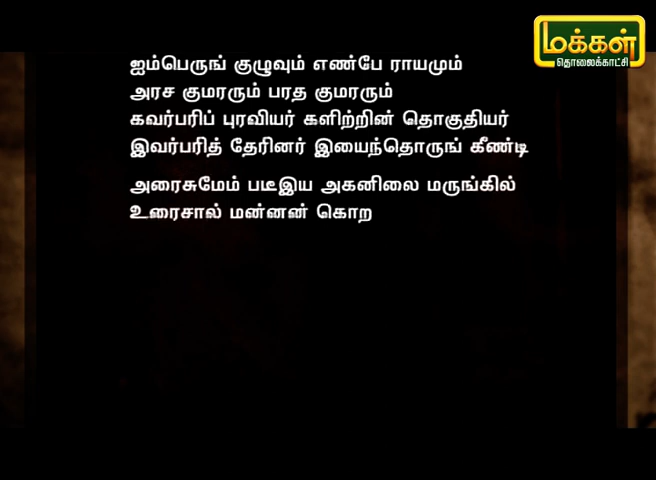 மக்கள்
தொலைக்காட்சி
ஐம்பெருங் குழுவும் எண்பே ராயமும்
அரச குமரரும் பரத குமரரும்
கவர்பரிப் புரவியர் களிற்றின் தொகுதியர்
இவர்பரித் தேரினர் இயைந்தொருங் கீண்டி
அரைசுமேம் படீஇய அகனிலை மருங்கில்
உரைசால் மன்னன் கொற